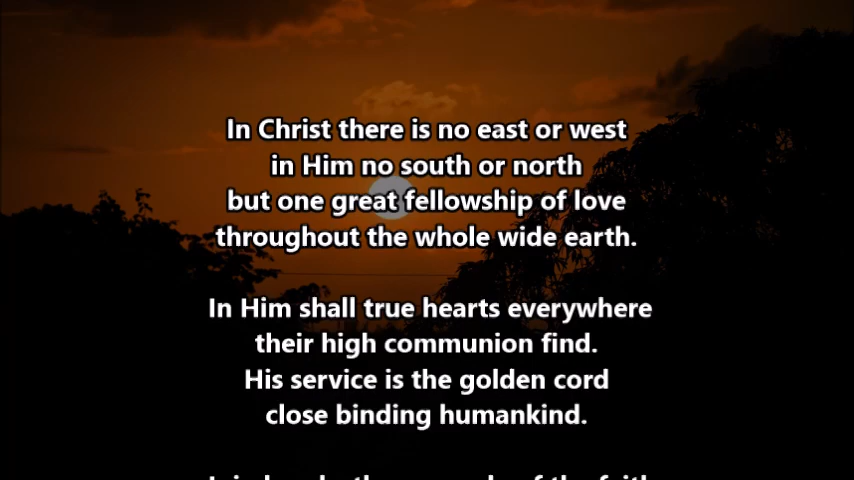 In Christ there is no east or west
in Him no south or north
but one great fellowship of love
throughout the whole wide earth.
In Him shall true hearts everywhere
their high communion find.
His service is the golden cord
close binding humankind.